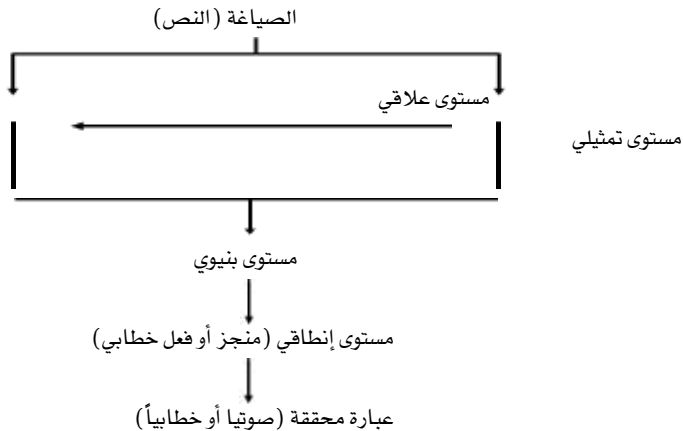 الصياغة (النص)
مستوى علاقي
مستوى تمثيلي
مستوى بنيوي
مستوى إنطاقي (منجز أو فعل خطابي)
عبارة محققة (صوتيا أو خطابياً)